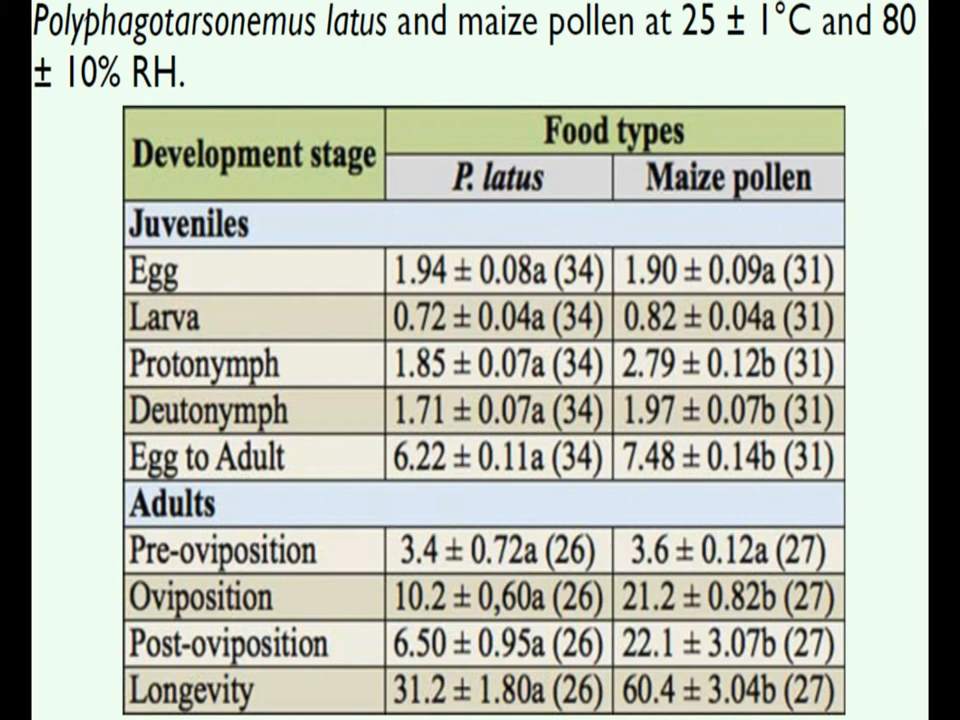 Polyphagotarsonemus latus and maize pollen at 25 ± 1°C and 80
± 10% RH.
Development stage Food types
P. latus Maize pollen
Juveniles
Egg 1.94 ± 0.08a (34) 1.90 ± 0.09a (31)
Larva 0.72 ± 0.04a (34) 0.82 ± 0.04a (31)
Protonymph 1.85 ± 0.07a (34) 2.79 ± 0.12b (31)
Deutonymph 1.71 ± 0.07a (34) 1.97 ± 0.07b (31)
Egg to Adult 6.22 ± 0.11a (34) 7.48 ± 0.14b (31)
Adults
Pre-oviposition 3.4 ± 0.72a (26) 3.6 ± 0.12a (27)
Oviposition 10.2 ± 0,60a (26) 21.2 ± 0.82b (27)
Post-oviposition 6.50 ± 0.95a (26) 22.1 ± 3.07b (27)
Longevity 31.2 ± 1.80a (26) 60.4 ± 3.04b (27)